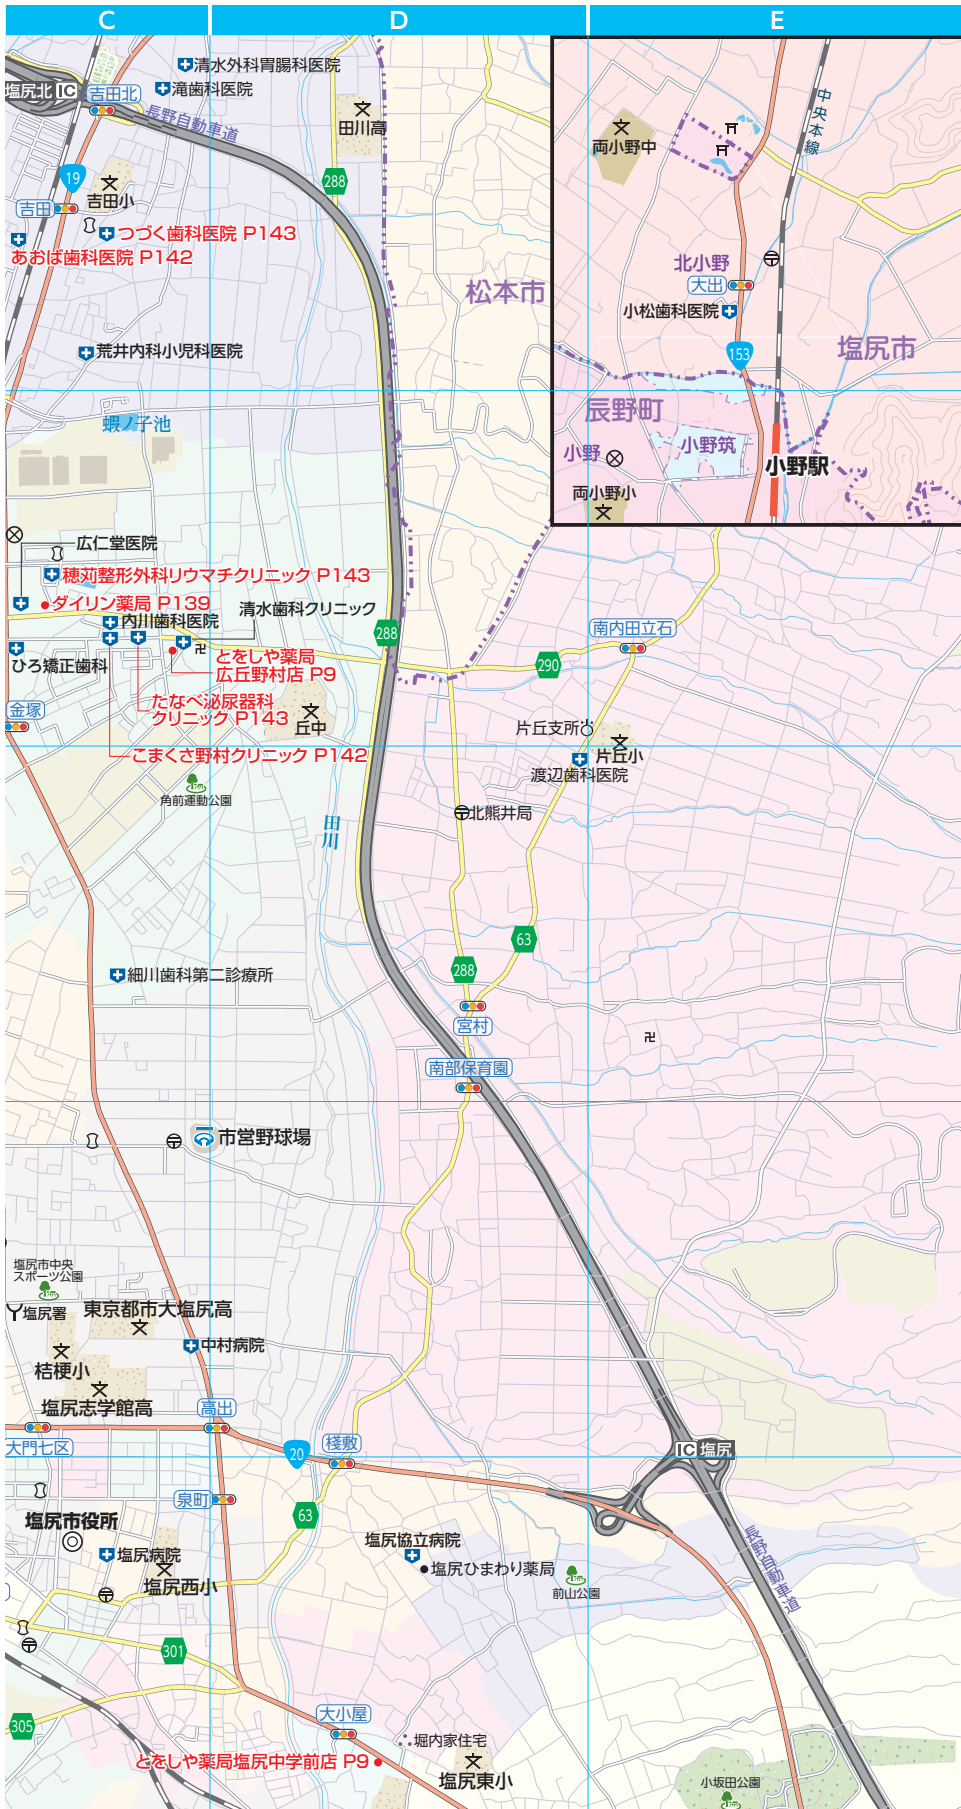 C
D
E
清水外科胃腸科医院
滝歯科医院
塩尻北 IC
吉田北
長野自動車道
田川高
288
19
吉田小
吉田
つづく歯科医院 P143
あおば歯科医院 P142
松本市
荒井内科小児科医院
蝦ノ子池
中央本線
両小野中
北小野
大出
小松歯科医院
153
塩尻市
辰野町
小野
小野筑
小野駅
両小野小
広仁堂医院
穂苅整形外科リウマチクリニック P143
ダイリン薬局 P139
内川歯科医院
清水歯科クリニック
288
南内田立石
ひろ矯正歯科
とをしや薬局
広丘野村店 P9
290
たなべ泌尿器科
クリニック P143
金塚
丘中
片丘支所
片丘小
こまくさ野村クリニック P142
渡辺歯科医院
角前運動公園
北熊井局
田川
63
288
細川歯科第二診療所
宮村
南部保育園
市営野球場
塩尻市中央
スポーツ公園
塩尻署
東京都市大塩尻高
中村病院
桔梗小
塩尻志学館高
高出
大門七区
20
桟敷
IC 塩尻
泉町
63
塩尻市役所
塩尻協立病院
塩尻病院
塩尻ひまわり薬局
長野自動車道
塩尻西小
前山公園
301
305
大小屋
堀内家住宅
とをしや薬局塩尻中学前店 P9
塩尻東小
小坂田公園